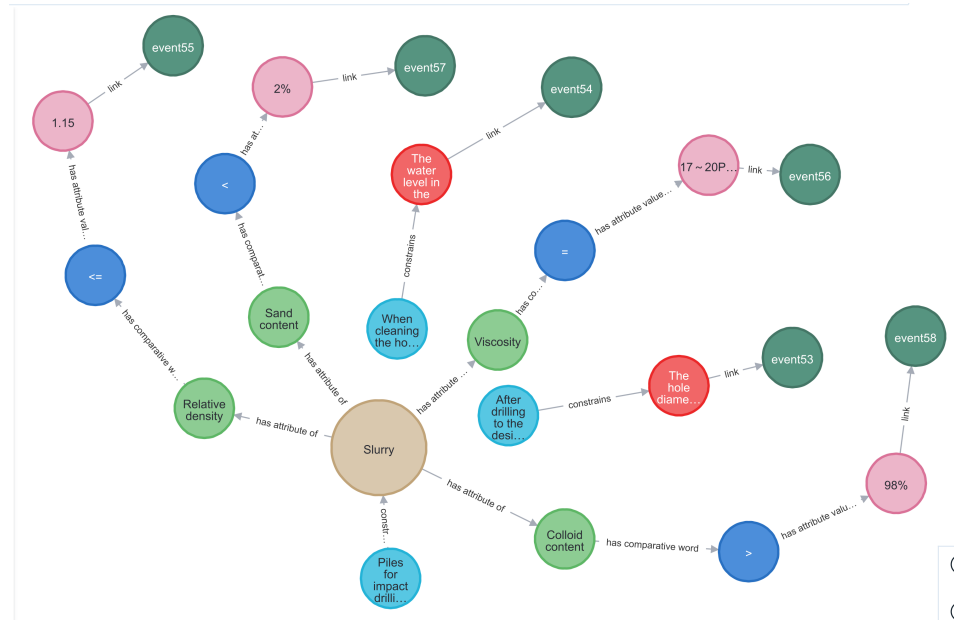 event55
link
1.15
has attribute val…
<=
has comparative w…
Relative
density
has attribute of
2%
link
event57
has at…
<
has comparat…
Sand
content
has attribute of
event54
link
The
water
level in
the
constrains
When
cleaning
the ho…
17～20P…
link
event56
has attribute value…
=
has co…
Viscosity
has attribute …
After
drilling
to the
desi…
constrains
The
hole
diame…
link
event53
event58
link
98%
has attribute valu…
>
has comparative word
Colloid
content
has attribute of
Slurry
constr…
Piles
for
impact
drilli…